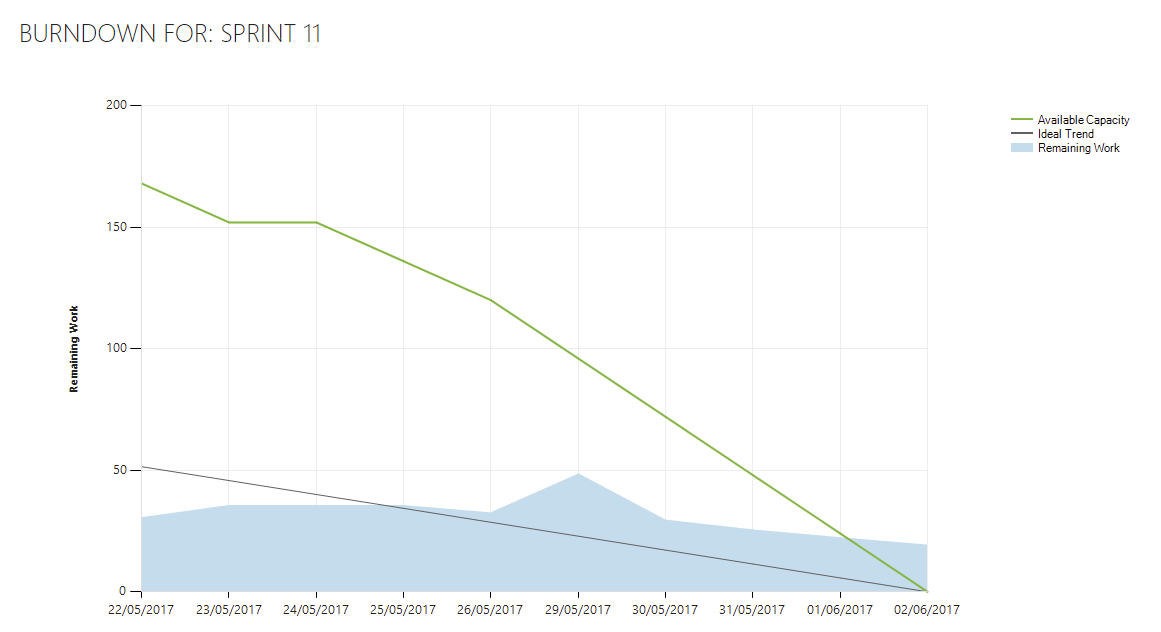 BURNDOWN FOR: SPRINT 11
Available Capacity
Ideal Trend
Remaining Work
200
150
100
50
0
Remaining Work
22/05/2017 23/05/2017 24/05/2017 25/05/2017 26/05/2017 29/05/2017 30/05/2017 31/05/2017 01/06/2017 02/06/2017